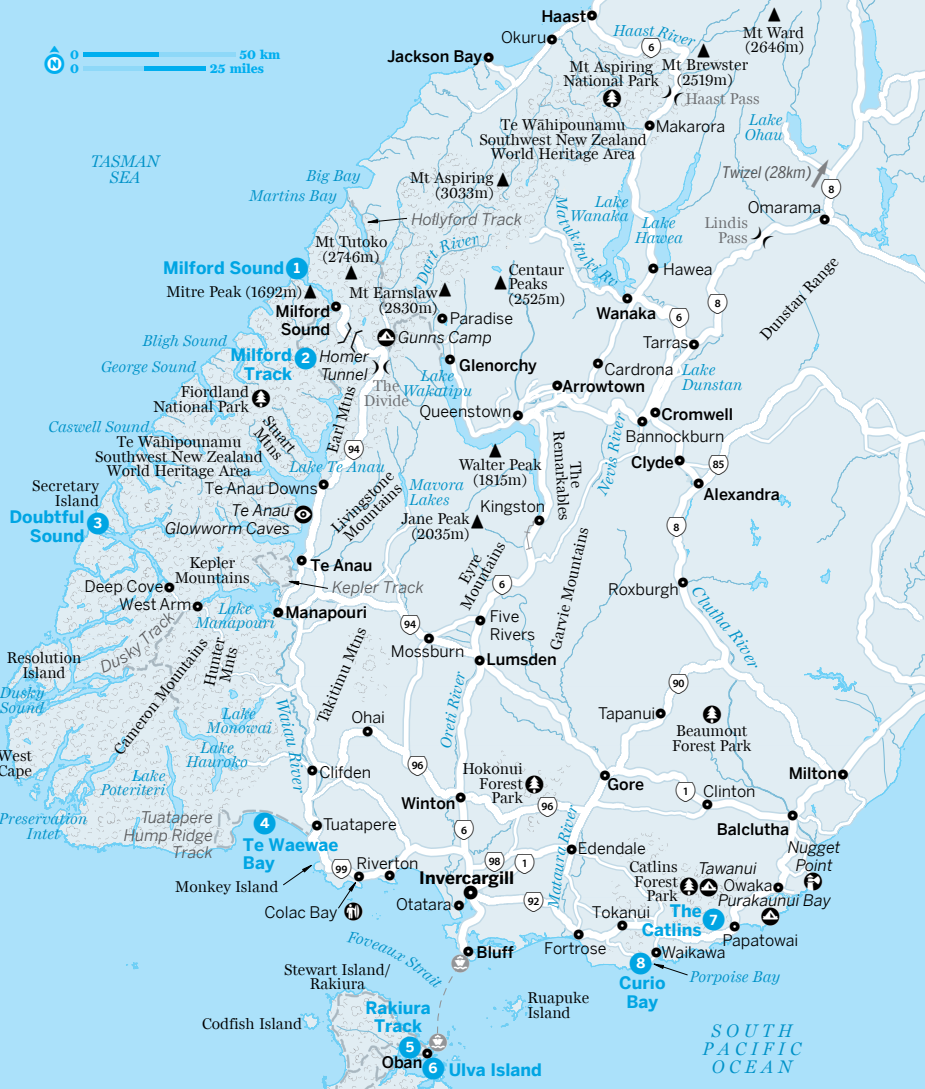 Haast
Okuru
Haast River
6
Mt Ward
(2646m)
0
50 km
N
0
25 miles
Jackson Bay
Mt Aspiring
National Park
Mt Brewster
(2519m)
Haast Pass
Te Wāhipounamu
Southwest New Zealand
World Heritage Area
Makarora
Lake
Ohau
TASMAN
SEA
Big Bay
Martins Bay
Mt Aspiring
(3033m)
Twizel (28km)
8
Omarama
Hollyford Track
Matukituki Rv
Lake
Wanaka
Lake
Hawea
Lindis
Pass
Mt Tutoko
(2746m)
Dart River
Milford Sound
1
Mitre Peak (1692m)
Mt Earnslaw
(2830m)
Centaur
Peaks
(2525m)
Hawea
Dunstan Range
Milford
Sound
Paradise
Wanaka
6
8
Bligh Sound
Gunns Camp
Tarras
George Sound
Milford
Track
2
Homer
Tunnel
Glenorchy
Cardrona
Lake
Dunstan
The
Divide
Lake
Wakatipu
Arrowtown
Fiordland
National Park
Queenstown
Cromwell
Bannockburn
Caswell Sound
Stuart
Mtns
Earl Mtns
94
Te Wāhipounamu
Southwest New Zealand
World Heritage Area
Lake Te Anau
Walter Peak
(1815m)
The
Remarkables
Nevis River
Clyde
85
Secretary
Island
Te Anau Downs
Livingstone
Mountains
Mavora
Lakes
Alexandra
Doubtful
Sound
3
Te Anau
Glowworm Caves
Jane Peak
(2035m)
Kingston
8
Kepler
Mountains
Te Anau
Eyre
Mountains
Garvie Mountains
Deep Cove
Kepler Track
6
Roxburgh
West Arm
Lake
Manapouri
Manapouri
94
Five
Rivers
Clutha River
Dusky Track
Mossburn
Resolution
Island
Cameron Mountains
Hunter
Mnts
Takitimu Mtns
Lumsden
Dusky
Sound
90
Lake
Monowai
Waiau River
Ohai
Oreti River
Tapanui
Beaumont
Forest Park
West
Cape
Lake
Hauroko
Clifden
96
Hokonui
Forest
Park
Gore
Milton
Lake
Poteriteri
Winton
96
1
Clinton
Preservation
Intet
Tuatapere
Hump Ridge
Track
4
Te Waewae
Bay
Tuatapere
6
Mataura River
Balclutha
Monkey Island
99
Riverton
98
1
Edendale
Nugget
Point
Catlins
Forest
Park
Tawanui
Owaka
Purakaunui Bay
Invercargill
Colac Bay
Otatara
92
Tokanui
The
Catlins
7
Papatowai
Foveaux Strait
Bluff
Fortrose
Waikawa
8
Curio
Bay
Porpoise Bay
Stewart Island/
Rakiura
Ruapuke
Island
Codfish Island
Rakiura
Track
5
Oban
6
Ulva Island
SOUTH
PACIFIC
OCEAN